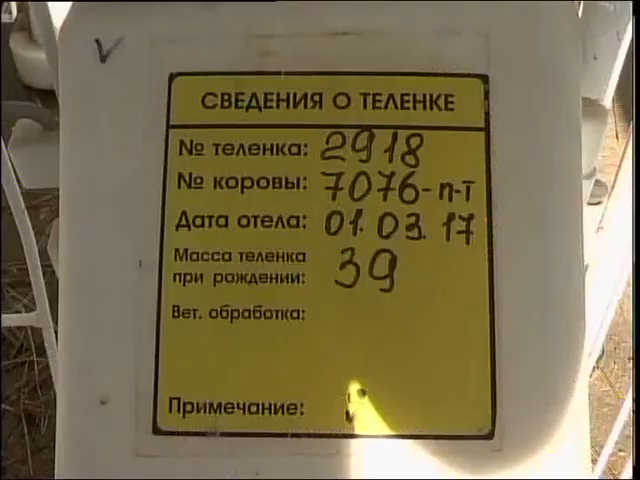 СВЕДЕНИЯ О ТЕЛЕНКЕ
№ теленка: 2918
№ коровы: 7076-п-т
Дата отела: 01.03.17
Масса теленка
при рождении: 39
Вет. обработка:
Примечание: